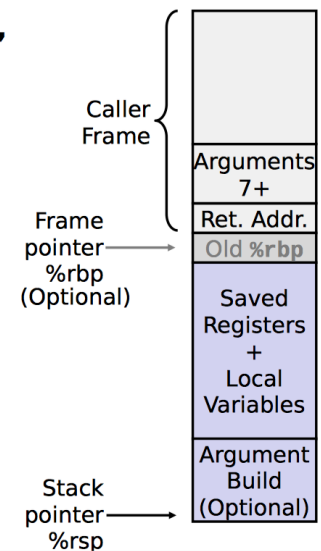 Caller
Frame
Arguments
7+
Ret. Addr.
Frame
pointer
%rbp
(Optional)
Old %rbp
Saved
Registers
+
Local
Variables
Argument
Build
(Optional)
Stack
pointer
%rsp